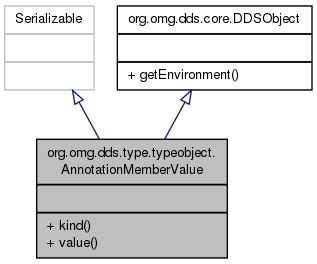 Serializable
org.omg.dds.core.DDSObject
+ getEnvironment()
org.omg.dds.type.typeobject.
AnnotationMemberValue
+ kind()
+ value()